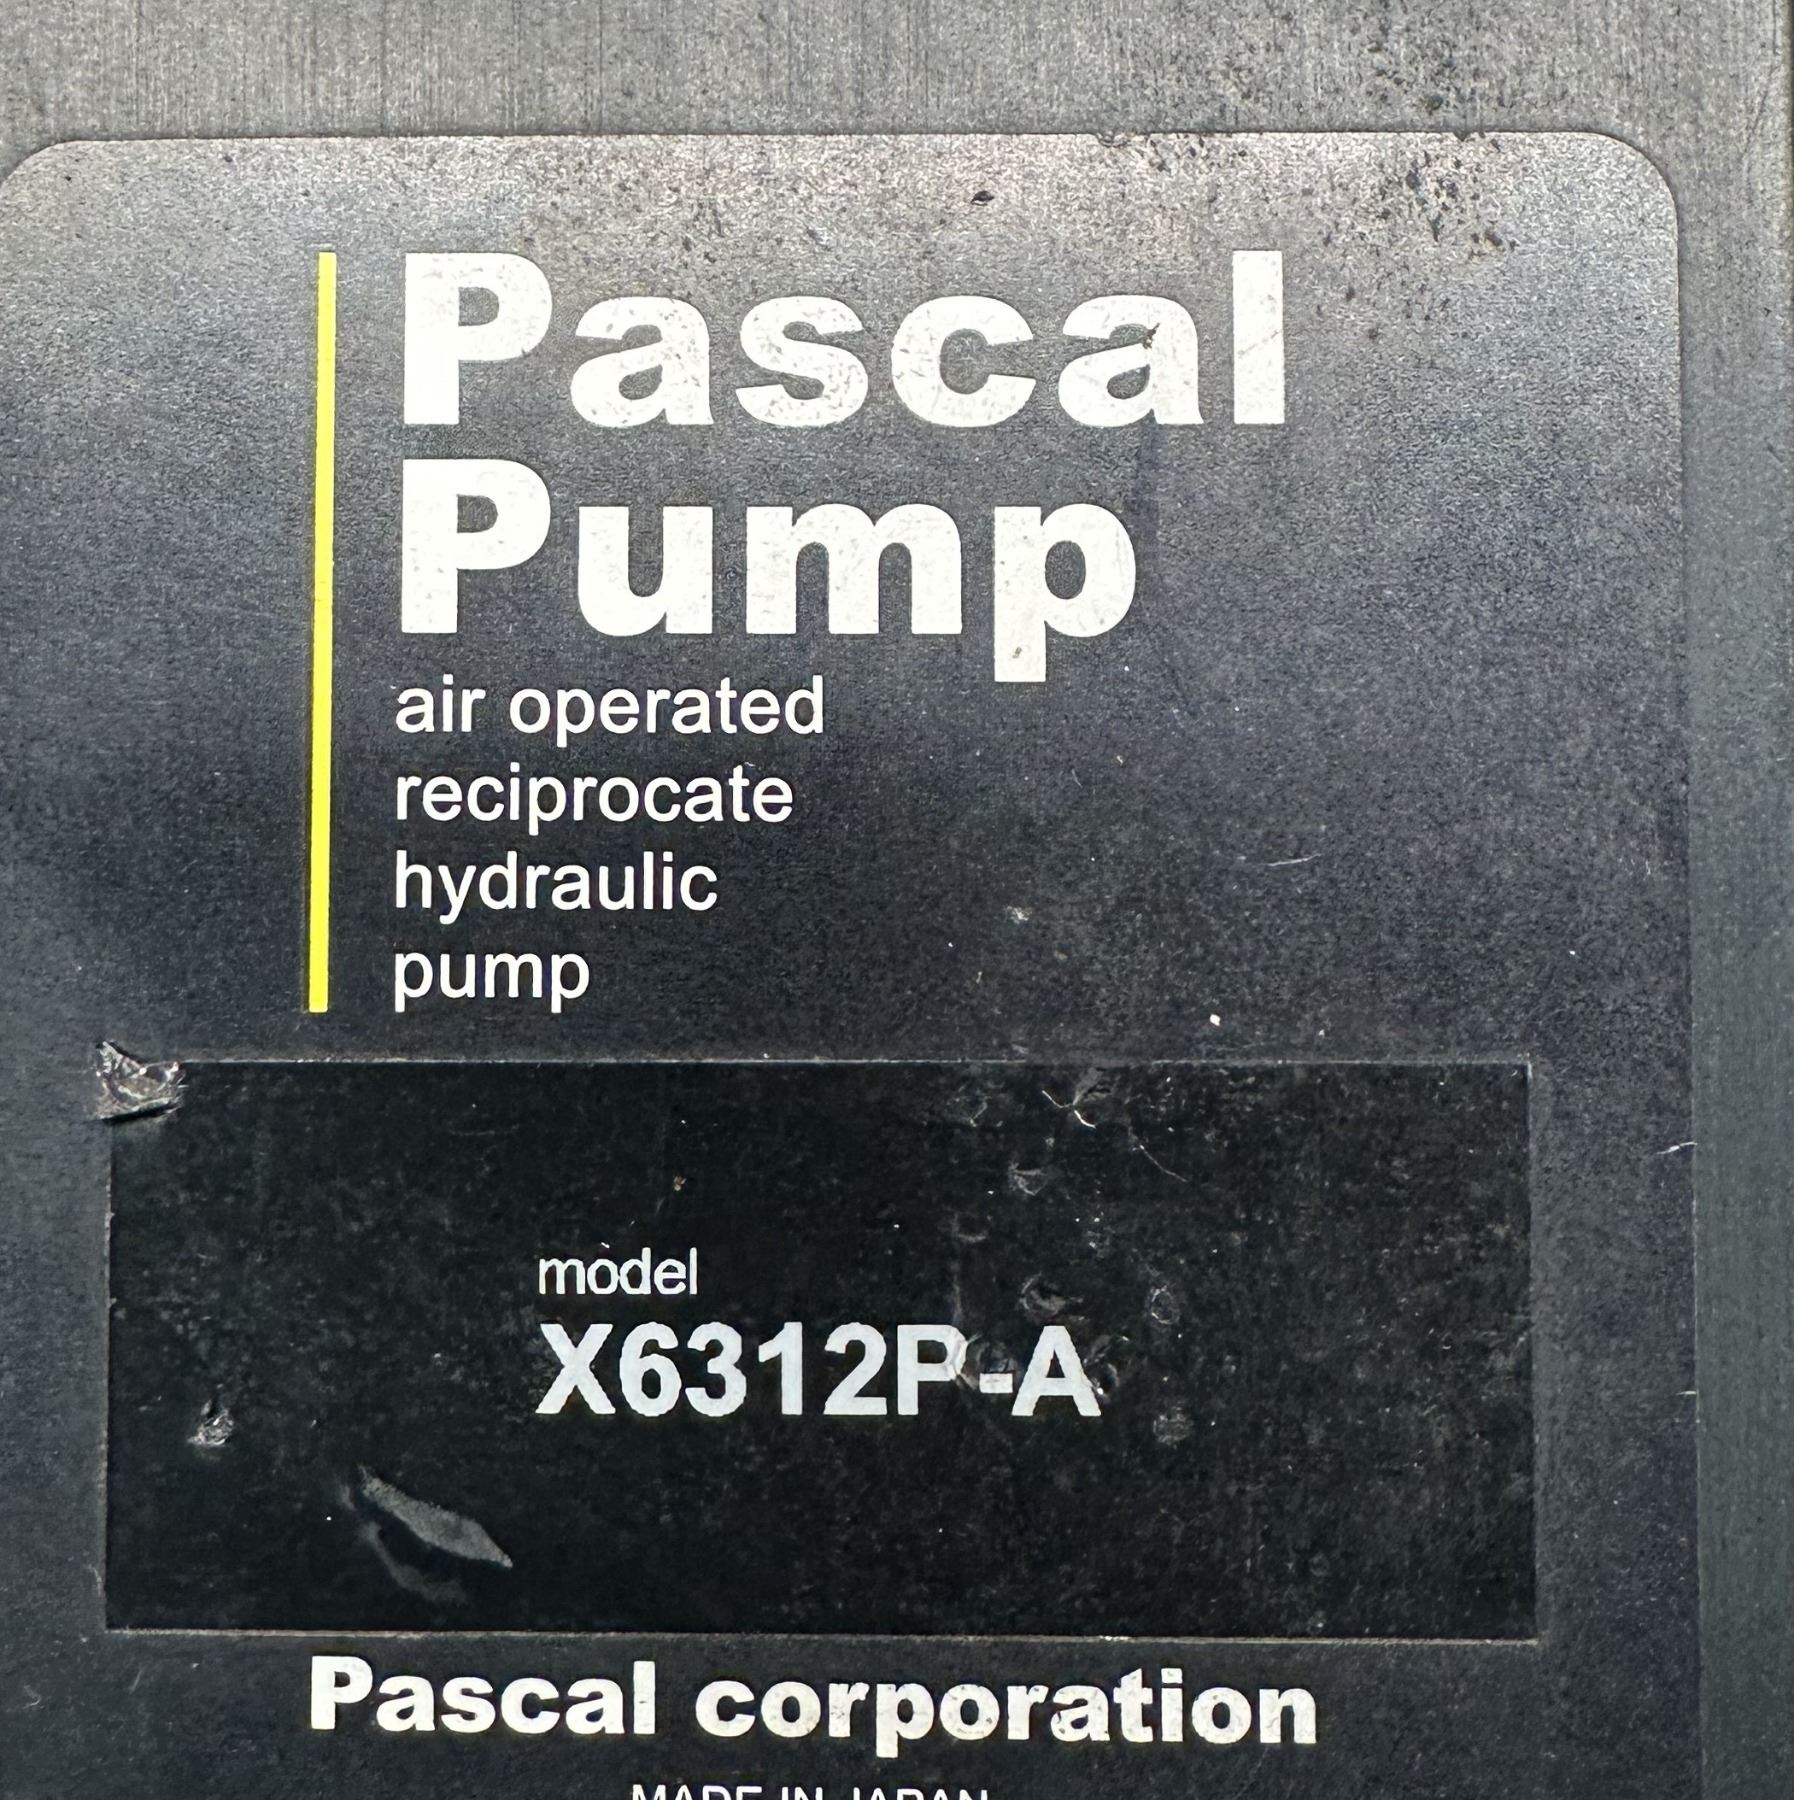 Pascal
Pump
air operated
reciprocate
hydraulic
pump
model
X6312P-A
Pascal corporation
MADE IN JAPAN